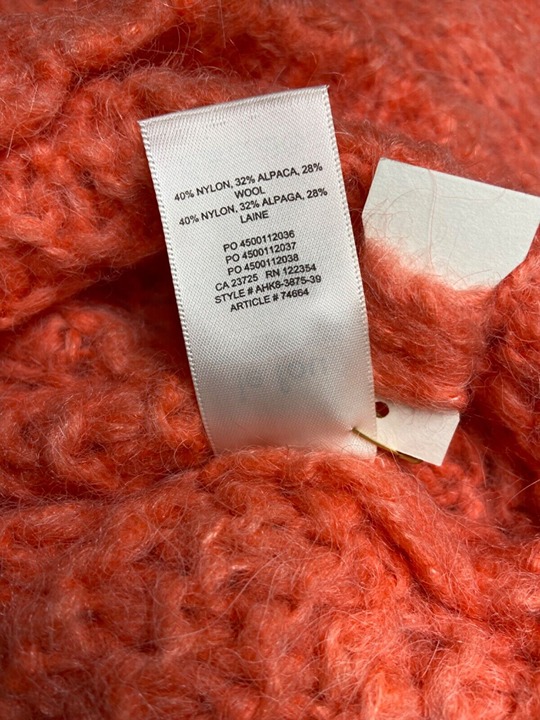 40% NYLON, 32% ALPACA, 28%
WOOL
40% NYLON, 32% ALPAGA, 28%
LAINE
PO 4500112036
PO 4500112037
PO 4500112038
CA 23725 RN 122354
STYLE # AHK8-3875-39
ARTICLE # 74664